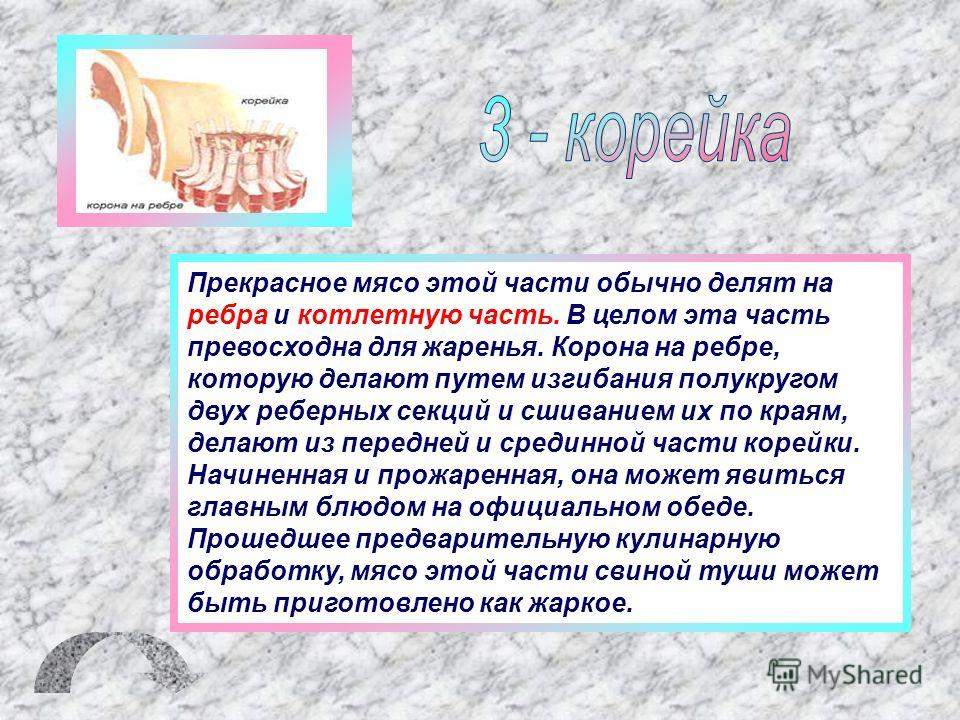 корейка
корона на ребре
3 - корейка
Прекрасное мясо этой части обычно делят на
ребра и котлетную часть. В целом эта часть
превосходна для жаренья. Корона на ребре,
которую делают путем изгибания полукругом
двух реберных секций и сшиванием их по краям,
делают из передней и срединной части корейки.
Начиненная и прожаренная, она может явиться
главным блюдом на официальном обеде.
Прошедшее предварительную кулинарную
обработку, мясо этой части свиной туши может
быть приготовлено как жаркое.
MyShared